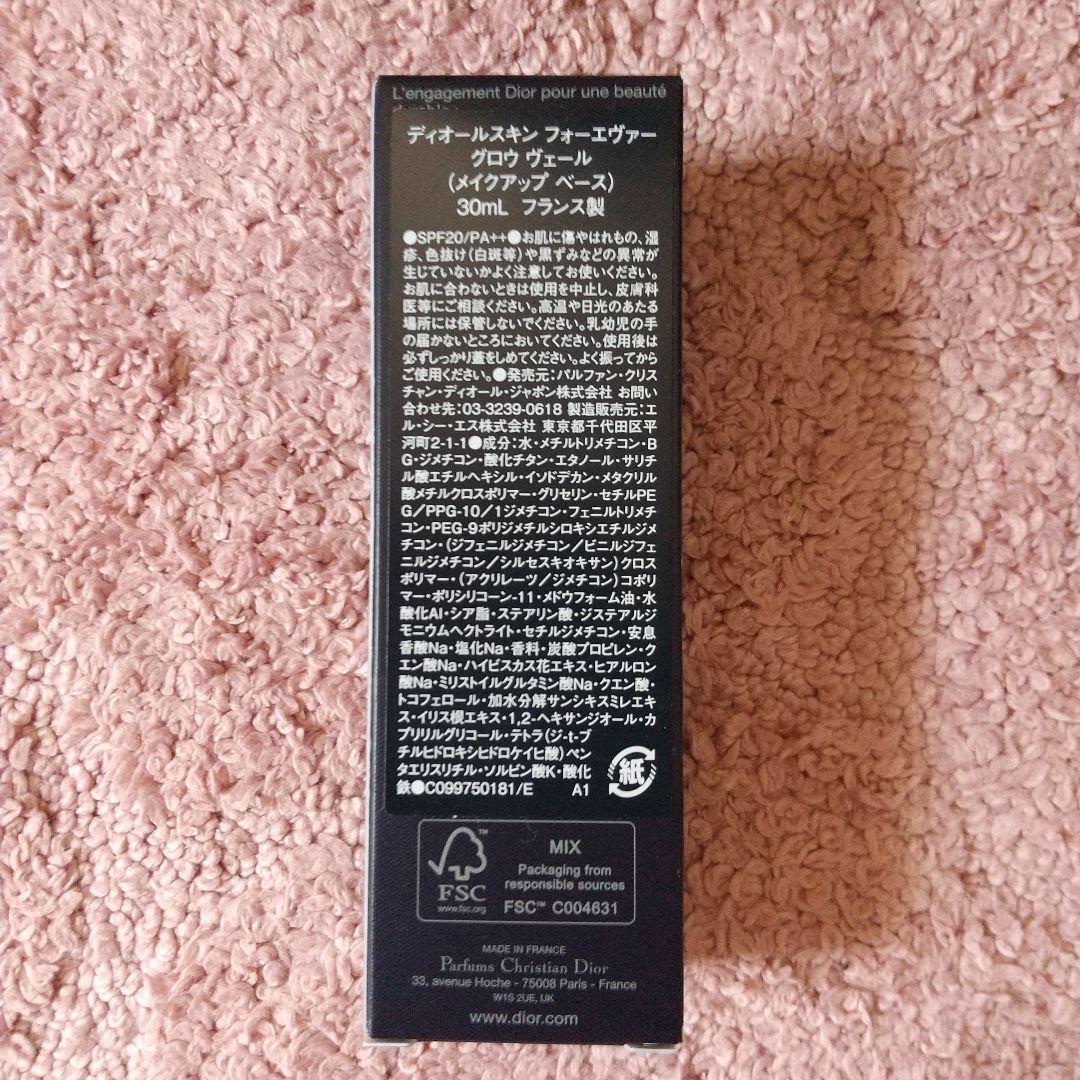 L'engagement Dior pour une beauté
ディオールスキン フォーエヴァー
グロウ ヴェール
(メイクアップ ベース)
30mL フランス製
●SPF20/PA++●お肌に傷やはれもの、湿
疹、色抜け(白斑等)や黒ずみなどの異常が
生じていないかよく注意してお使いください。
お肌に合わないときは使用を中止し、皮膚科
医等にご相談ください。高温や日光のあたる
場所には保管しないでください。乳幼児の手
の届かないところにおいてください。使用後は
必ずしっかり蓋をしめてください。よく振ってから
ご使用ください。●発売元:パルファン・クリス
チャン・ディオール・ジャポン株式会社 お問い
合わせ先:03-3239-0618 製造販売元:エ
ル・シー・エス株式会社 東京都千代田区平
河町2-1-1●成分:水・メチルトリメチコン・B
G・ジメチコン・酸化チタン・エタノール・サリチ
ル酸エチルヘキシル・イソドデカン・メタクリル
酸メチルクロスポリマー・グリセリン・セチルPE
G/PPG-10/1ジメチコン・フェニルトリメチ
コン・PEG-9ポリジメチルシロキシエチルジメ
チコン・(ジフェニルジメチコン/ビニルジフェ
ニルジメチコン/シルセスキオキサン)クロス
ポリマー・(アクリレーツ/ジメチコン)コポリ
マー・ポリシリコーン-11・メドウフォーム油・水
酸化Al・シア脂・ステアリン酸・ジステアルジ
モニウムヘクトライト・セチルジメチコン・安息
香酸Na・塩化Na・香料・炭酸プロピレン・ク
エン酸Na・ハイビスカス花エキス・ヒアルロン
酸Na・ミリストイルグルタミン酸Na・クエン酸・
トコフェロール・加水分解サンシキスミレエキ
ス・イリス根エキス・1,2-ヘキサンジオール・カ
プリリルグリコール・テトラ(ジ-t-ブ
チルヒドロキシヒドロケイヒ酸)ペン
タエリスリチル・ソルビン酸K・酸化
鉄●C099750181/E A1
紙
FSC
www.fsc.org
MIX
Packaging from
responsible sources
FSC™ C004631
MADE IN FRANCE
Parfums Christian Dior
33, avenue Hoche - 75008 Paris - France
W1S 2UE, UK
www.dior.com